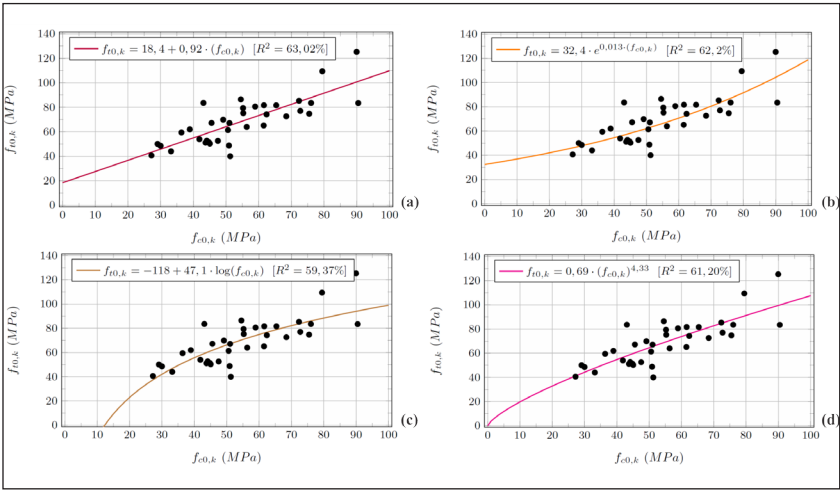 f_{t0,k} = 18,4+0,92·(f_{c0,k}) [R² = 63,02%]
140
120
100
80
60
40
20
0
f_{t0,k} (MPa)
0 10 20 30 40 50 60 70 80 90 100
f_{c0,k} (MPa)
(a)
f_{t0,k} = 32,4·e^{0,013·(f_{c0,k})} [R² = 62,2%]
140
120
100
80
60
40
20
0
f_{t0,k} (MPa)
0 10 20 30 40 50 60 70 80 90 100
f_{c0,k} (MPa)
(b)
f_{t0,k} = −118+47,1·log(f_{c0,k}) [R² = 59,37%]
140
120
100
80
60
40
20
0
f_{t0,k} (MPa)
0 10 20 30 40 50 60 70 80 90 100
f_{c0,k} (MPa)
(c)
f_{t0,k} = 0,69·(f_{c0,k})^{4,33} [R² = 61,20%]
140
120
100
80
60
40
20
0
f_{t0,k} (MPa)
0 10 20 30 40 50 60 70 80 90 100
f_{c0,k} (MPa)
(d)